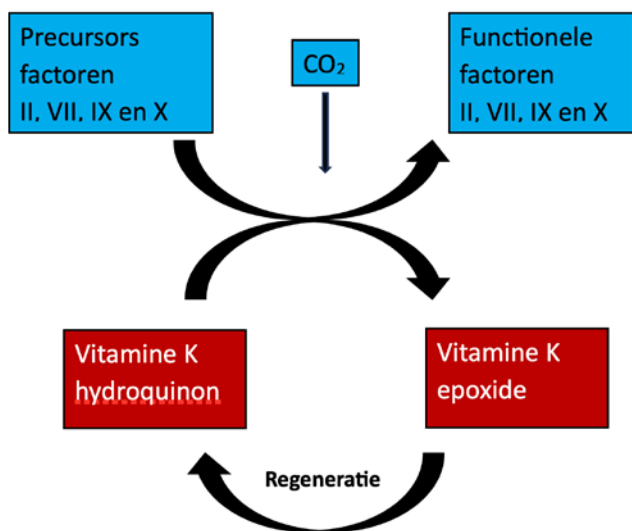 Precursors
factoren
II, VII, IX en X
CO₂
Functionele
factoren
II, VII, IX en X
Vitamine K
hydroquinon
Vitamine K
epoxide
Regeneratie